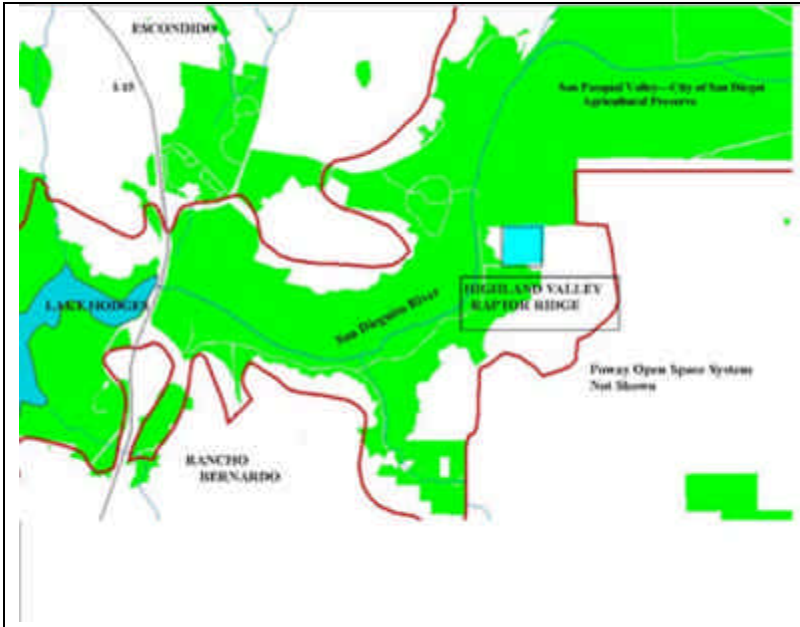 ESCONDIDO
I-15
San Pasqual Valley—City of San Diego
Agricultural Preserve
LAKE HODGES
San Dieguito River
HIGHLAND VALLEY
RAPTOR RIDGE
Poway Open Space System
Not Shown
RANCHO
BERNARDO